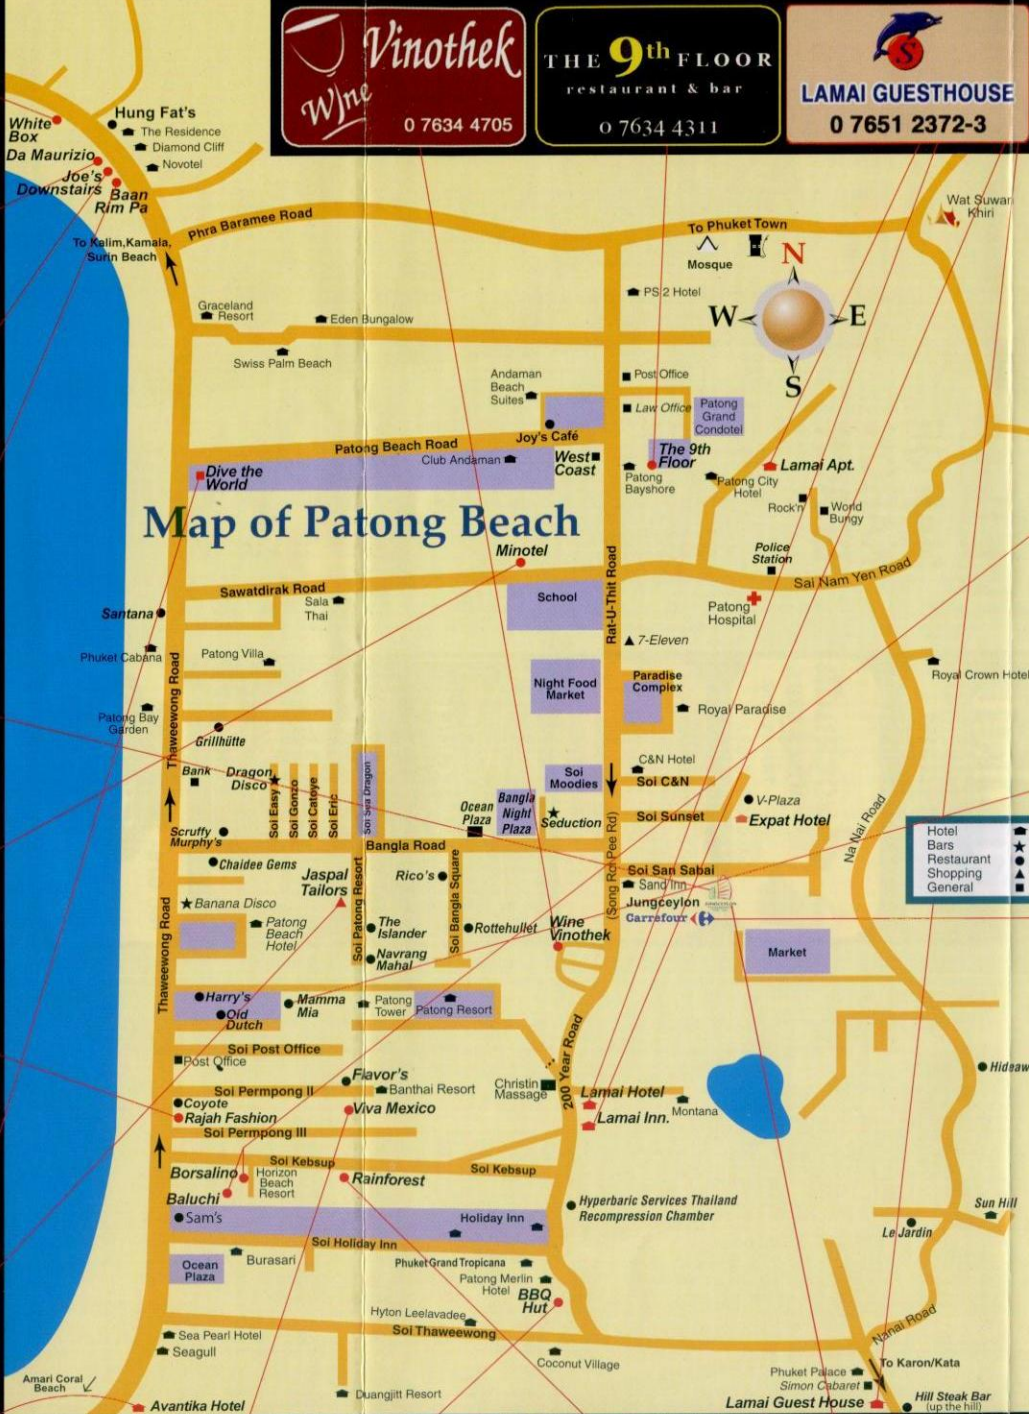 Vinothek
Wine
0 7634 4705
THE 9th FLOOR
restaurant & bar
0 7634 4311
S
LAMAI GUESTHOUSE
0 7651 2372-3
White
Box
Hung Fat's
The Residence
Diamond Cliff
Novotel
Da Maurizio
Joe's
Downstairs
Baan
Rim Pa
To Kalim,Kamala,
Surin Beach
Phra Baramee Road
To Phuket Town
Wat Suwan
Khiri
Mosque
N
W
E
S
PS 2 Hotel
Graceland
Resort
Eden Bungalow
Swiss Palm Beach
Andaman
Beach
Suites
Post Office
Law Office
Patong
Grand
Condotel
Joy's Café
Patong Beach Road
Club Andaman
West
Coast
The 9th
Floor
Patong
Bayshore
Lamai Apt.
Patong City
Hotel
Rock'n
World
Bungy
Dive the
World
Map of Patong Beach
Minotel
Police
Station
Sai Nam Yen Road
Sawatdirak Road
School
Rat-U-Thit Road
Patong
Hospital
Santana
Sala
Thai
7-Eleven
Phuket Cabana
Patong Villa
Night Food
Market
Paradise
Complex
Royal Crown Hotel
Royal Paradise
Patong Bay
Garden
Thaweewong Road
Grillhütte
Bank
Dragon
Disco
Soi Easy
Soi Gonzo
Soi Catoye
Soi Eric
Soi Sea Dragon
Soi
Moodies
C&N Hotel
Soi C&N
Ocean
Plaza
Bangla
Night
Plaza
Seduction
Soi Sunset
V-Plaza
Expat Hotel
Na Nai Road
Scruffy
Murphy's
Bangla Road
(Song Roi Pee Rd)
Hotel
Bars
Restaurant
Shopping
General
Chaidee Gems
Jaspal
Tailors
Soi Patong Resort
Rico's
Soi Bangla Square
Soi San Sabai
Sand Inn
Jungceylon
Carrefour
Banana Disco
Patong
Beach
Hotel
The
Islander
Navrang
Mahal
Rottehullet
Wine
Vinothek
Market
Thaweewong Road
Harry's
Old
Dutch
Mamma
Mia
Patong
Tower
Patong Resort
200 Year Road
Soi Post Office
Post Office
Flavor's
Banthai Resort
Christin
Massage
Lamai Hotel
Montana
Hideaw
Soi Permpong II
Coyote
Rajah Fashion
Viva Mexico
Lamai Inn.
Soi Permpong III
Soi Kebsup
Soi Kebsup
Borsalino
Baluchi
Horizon
Beach
Resort
Rainforest
Hyperbaric Services Thailand
Recompression Chamber
Sun Hill
Le Jardin
Sam's
Holiday Inn
Soi Holiday Inn
Ocean
Plaza
Burasari
Phuket Grand Tropicana
Patong Merlin
Hotel
BBQ
Hut
Hyton Leelavadee
Soi Thaweewong
Nanai Road
Sea Pearl Hotel
Seagull
Coconut Village
To Karon/Kata
Phuket Palace
Simon Cabaret
Amari Coral
Beach
Avantika Hotel
Duangjitt Resort
Lamai Guest House
Hill Steak Bar
(up the hill)